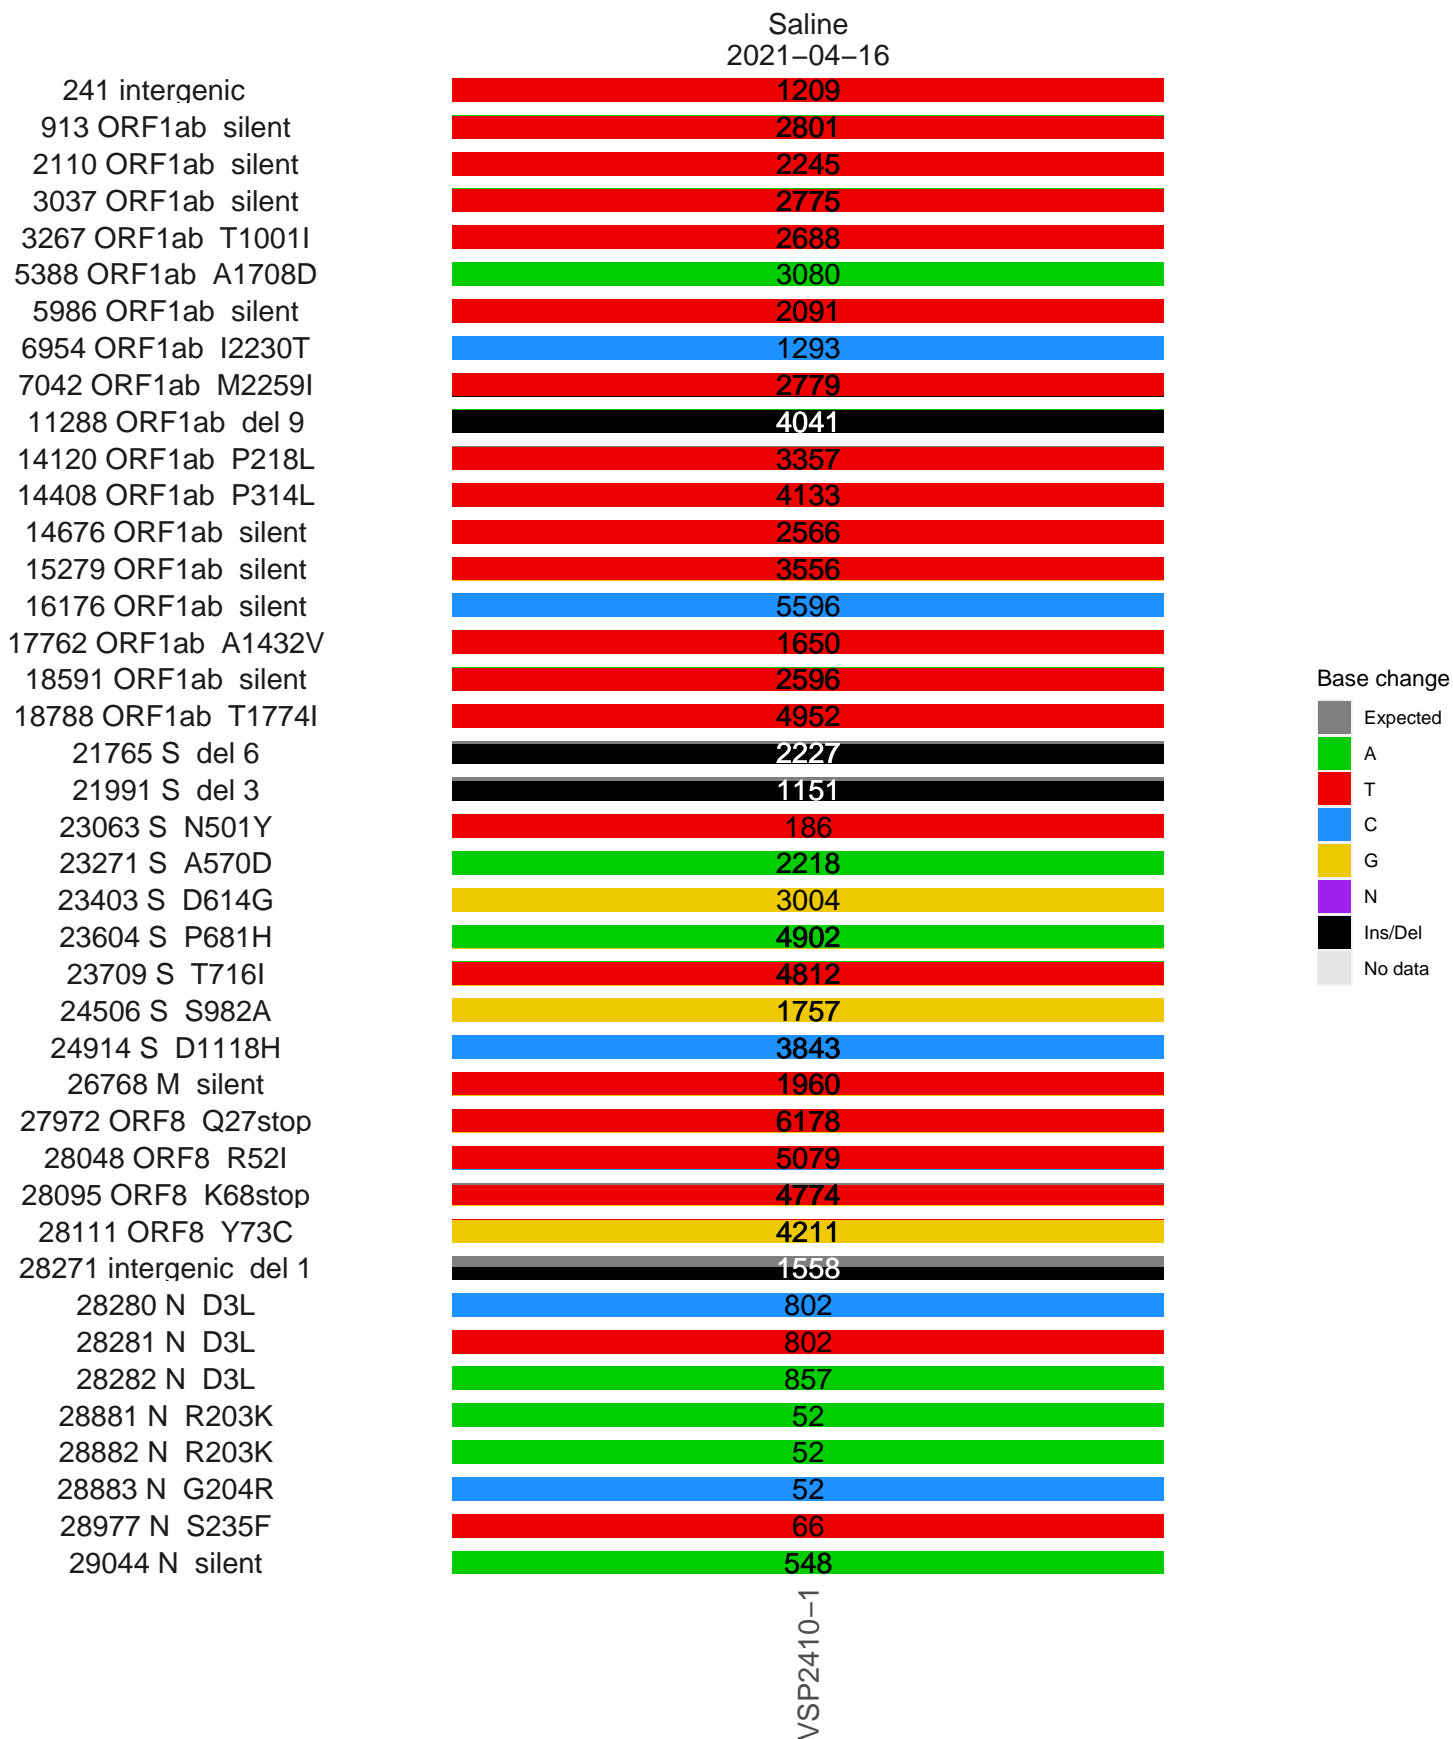 Saline
2021−04−16
241 intergenic 1209
913 ORF1ab silent 2801
2110 ORF1ab silent 2245
3037 ORF1ab silent 2775
3267 ORF1ab T1001I 2688
5388 ORF1ab A1708D 3080
5986 ORF1ab silent 2091
6954 ORF1ab I2230T 1293
7042 ORF1ab M2259I 2779
11288 ORF1ab del 9 4041
14120 ORF1ab P218L 3357
14408 ORF1ab P314L 4133
14676 ORF1ab silent 2566
15279 ORF1ab silent 3556
16176 ORF1ab silent 5596
17762 ORF1ab A1432V 1650
18591 ORF1ab silent 2596
18788 ORF1ab T1774I 4952
21765 S del 6 2227
21991 S del 3 1151
23063 S N501Y 186
23271 S A570D 2218
23403 S D614G 3004
23604 S P681H 4902
23709 S T716I 4812
24506 S S982A 1757
24914 S D1118H 3843
26768 M silent 1960
27972 ORF8 Q27stop 6178
28048 ORF8 R52I 5079
28095 ORF8 K68stop 4774
28111 ORF8 Y73C 4211
28271 intergenic del 1 1558
28280 N D3L 802
28281 N D3L 802
28282 N D3L 857
28881 N R203K 52
28882 N R203K 52
28883 N G204R 52
28977 N S235F 66
29044 N silent 548
VSP2410−1
Base change
Expected
A
T
C
G
N
Ins/Del
No data